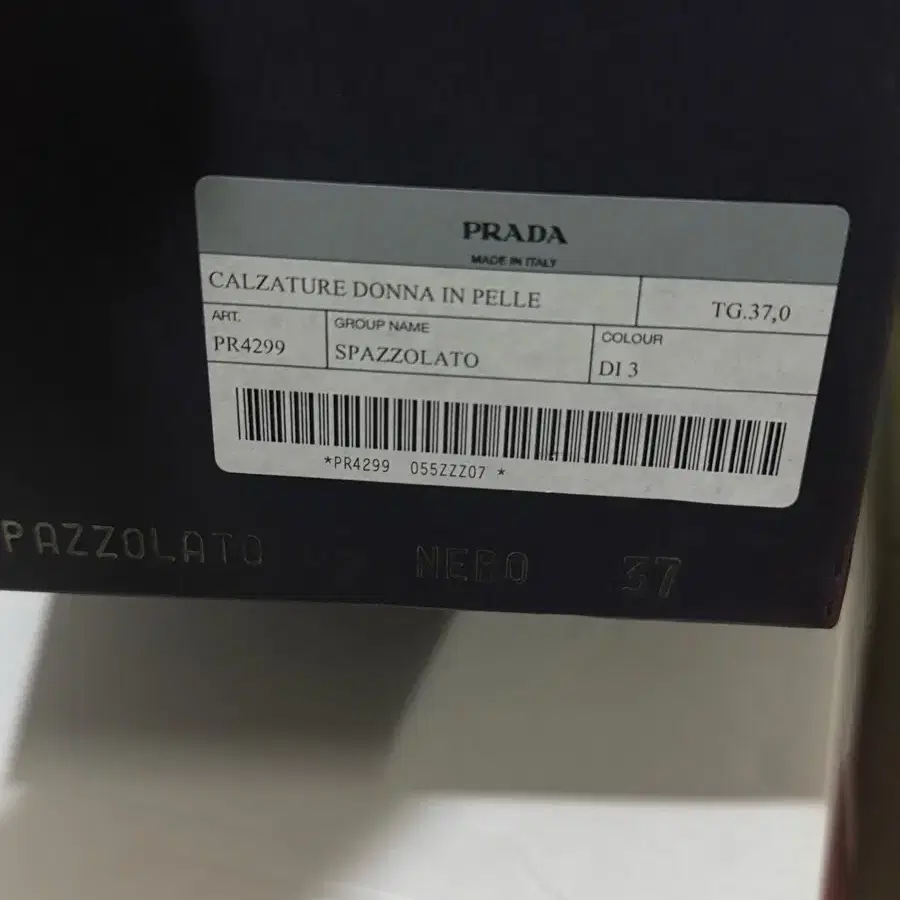 PRADA
MADE IN ITALY
CALZATURE DONNA IN PELLE
TG.37,0
ART.
PR4299
GROUP NAME
SPAZZOLATO
COLOUR
DI 3
*PR4299 055ZZZ07 *
PAZZOLATO NERO 37